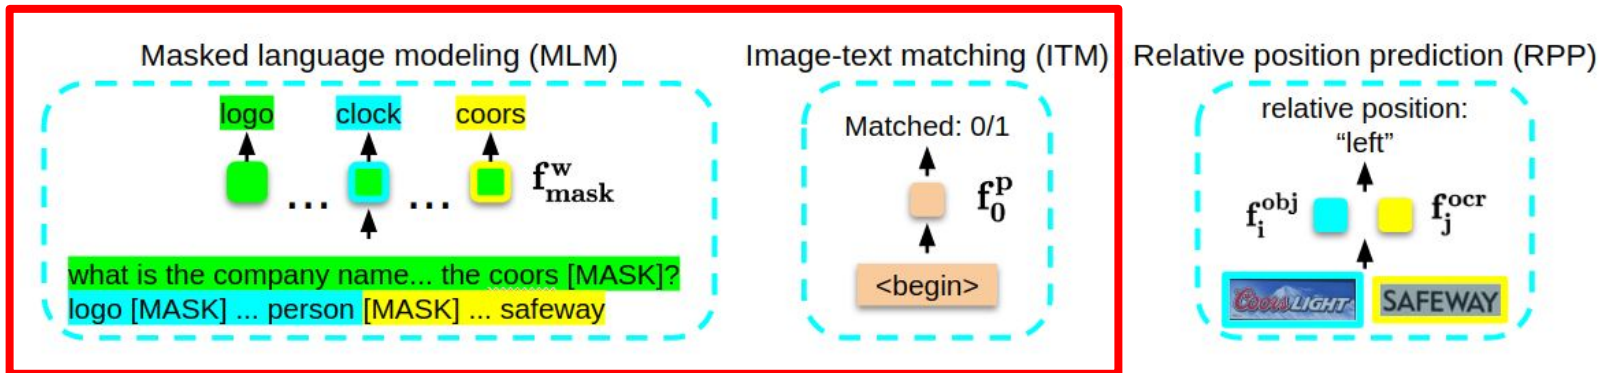 Masked language modeling (MLM)
logo clock coors
... ... f^w_mask
what is the company name... the coors [MASK]?
logo [MASK] ... person [MASK] ... safeway
Image-text matching (ITM)
Matched: 0/1
f^p_0
<begin>
Relative position prediction (RPP)
relative position:
“left”
f^obj_i f^ocr_j
Coors LIGHT SAFEWAY